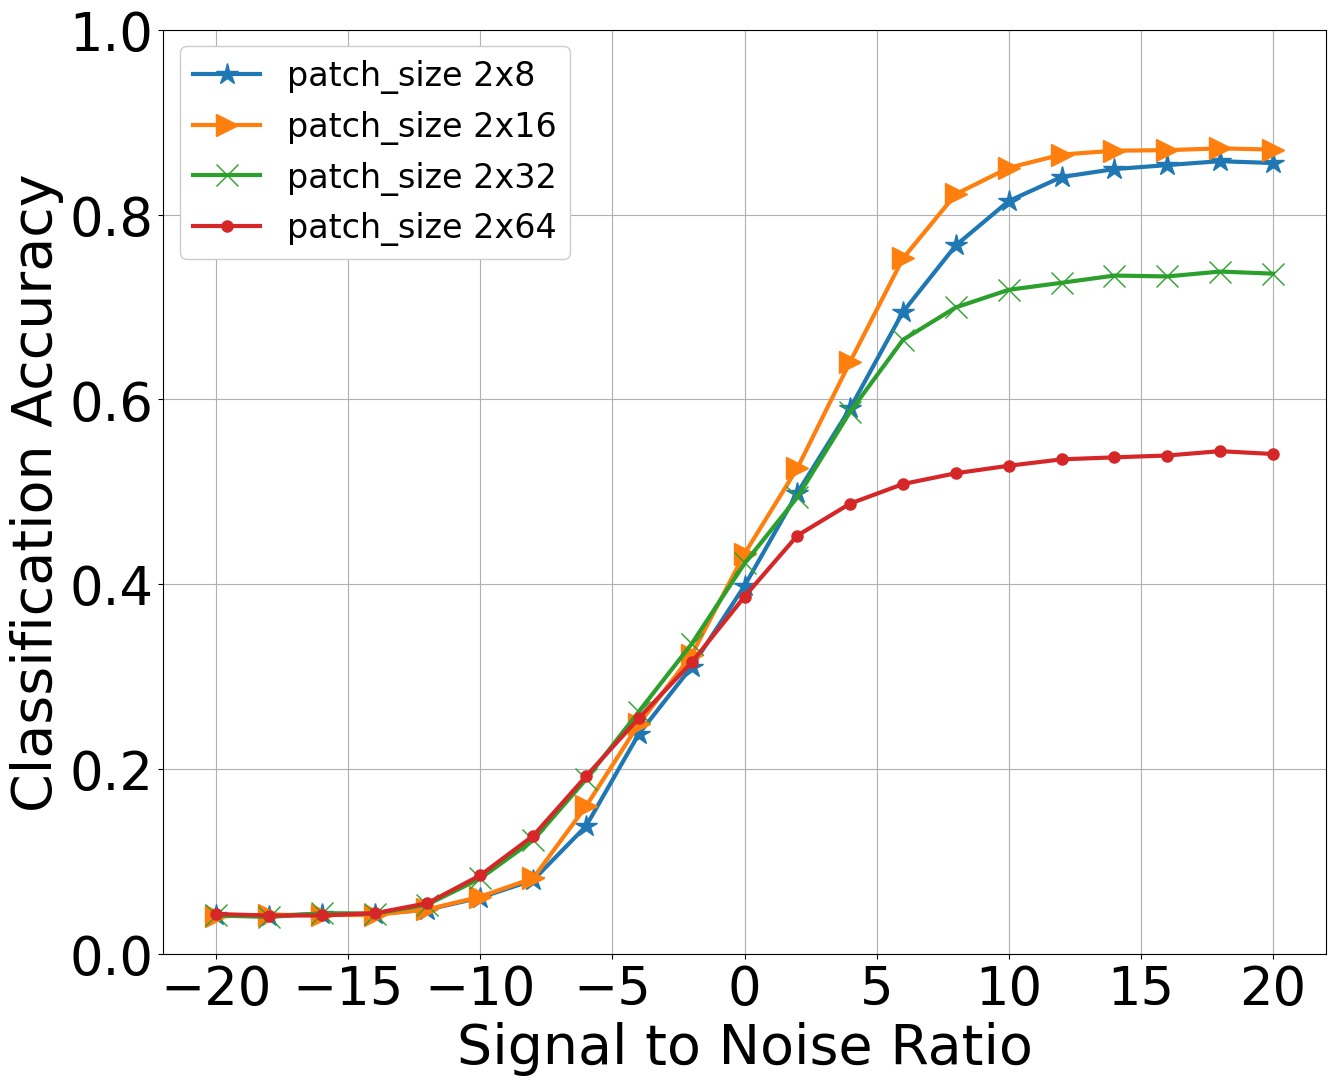 1.0
0.8
0.6
0.4
0.2
0.0
Classification Accuracy
patch_size 2x8
patch_size 2x16
patch_size 2x32
patch_size 2x64
−20 −15 −10 −5 0 5 10 15 20
Signal to Noise Ratio